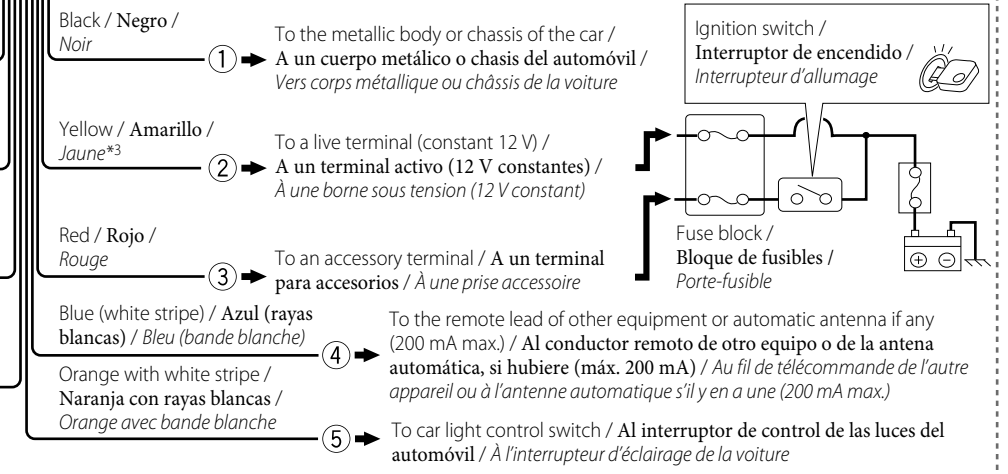 Black / Negro /
Noir
1
To the metallic body or chassis of the car /
A un cuerpo metálico o chasis del automóvil /
Vers corps métallique ou châssis de la voiture
Ignition switch /
Interruptor de encendido /
Interrupteur d'allumage
Yellow / Amarillo /
Jaune*3
2
To a live terminal (constant 12 V) /
A un terminal activo (12 V constantes) /
À une borne sous tension (12 V constant)
Red / Rojo /
Rouge
3
To an accessory terminal / A un terminal
para accesorios / À une prise accessoire
Fuse block /
Bloque de fusibles /
Porte-fusible
+ −
Blue (white stripe) / Azul (rayas
blancas) / Bleu (bande blanche)
4
To the remote lead of other equipment or automatic antenna if any
(200 mA max.) / Al conductor remoto de otro equipo o de la antena
automática, si hubiere (máx. 200 mA) / Au fil de télécommande de l'autre
appareil ou à l'antenne automatique s'il y en a une (200 mA max.)
Orange with white stripe /
Naranja con rayas blancas /
Orange avec bande blanche
5
To car light control switch / Al interruptor de control de las luces del
automóvil / À l'interrupteur d'éclairage de la voiture